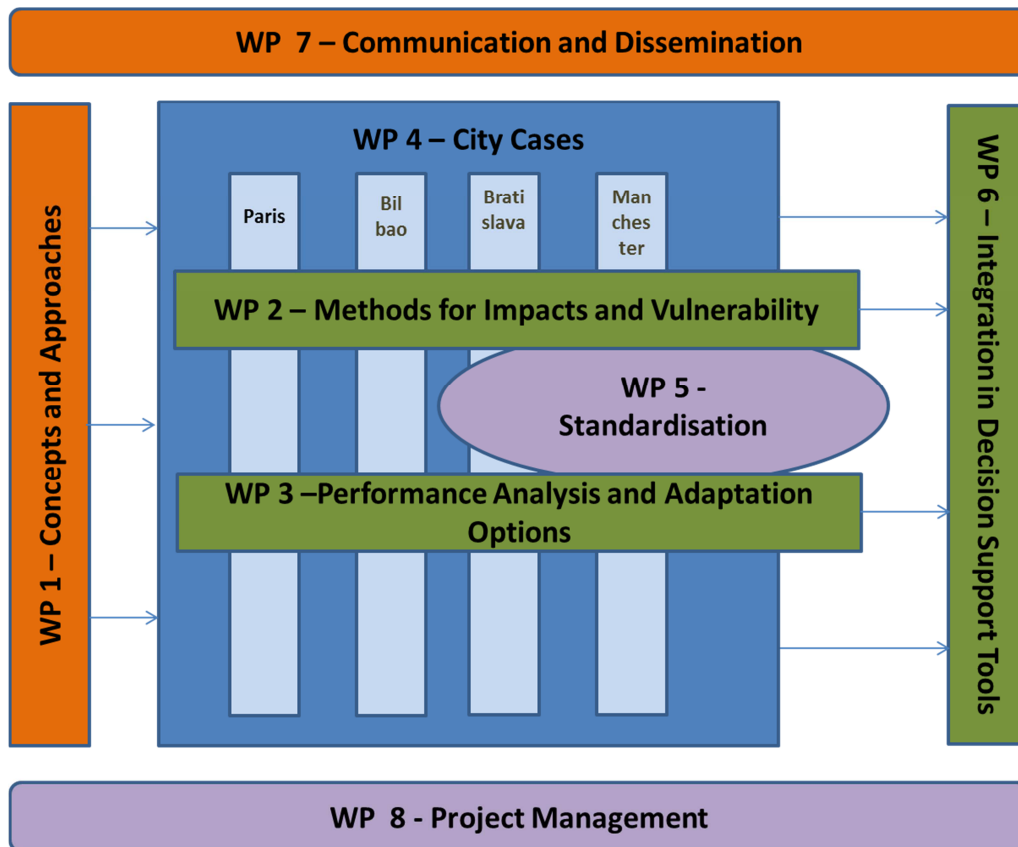 WP 7 – Communication and Dissemination
WP 1 – Concepts and Approaches
WP 4 – City Cases
Paris
Bil
bao
Brati
slava
Man
ches
ter
WP 2 – Methods for Impacts and Vulnerability
WP 5 -
Standardisation
WP 3 –Performance Analysis and Adaptation
Options
WP 6 – Integration in Decision Support Tools
WP 8 - Project Management